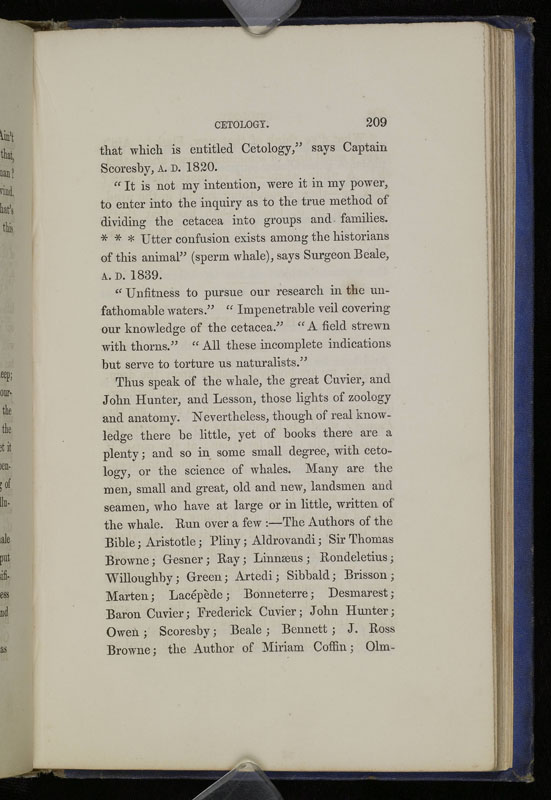 CETOLOGY. 209
that which is entitled Cetology,” says Captain
Scoresby, A. D. 1820.
“ It is not my intention, were it in my power,
to enter into the inquiry as to the true method of
dividing the cetacea into groups and families.
* * * Utter confusion exists among the historians
of this animal” (sperm whale), says Surgeon Beale,
A. D. 1839.
“ Unfitness to pursue our research in the un-
fathomable waters.” “ Impenetrable veil covering
our knowledge of the cetacea.” “ A field strewn
with thorns.” “ All these incomplete indications
but serve to torture us naturalists.”
Thus speak of the whale, the great Cuvier, and
John Hunter, and Lesson, those lights of zoology
and anatomy. Nevertheless, though of real know-
ledge there be little, yet of books there are a
plenty; and so in some small degree, with ceto-
logy, or the science of whales. Many are the
men, small and great, old and new, landsmen and
seamen, who have at large or in little, written of
the whale. Run over a few :—The Authors of the
Bible; Aristotle; Pliny; Aldrovandi; Sir Thomas
Browne; Gesner; Ray; Linnæus; Rondeletius;
Willoughby; Green; Artedi; Sibbald; Brisson;
Marten; Lacépède; Bonneterre; Desmarest;
Baron Cuvier; Frederick Cuvier; John Hunter;
Owen; Scoresby; Beale; Bennett; J. Ross
Browne; the Author of Miriam Coffin; Olm-